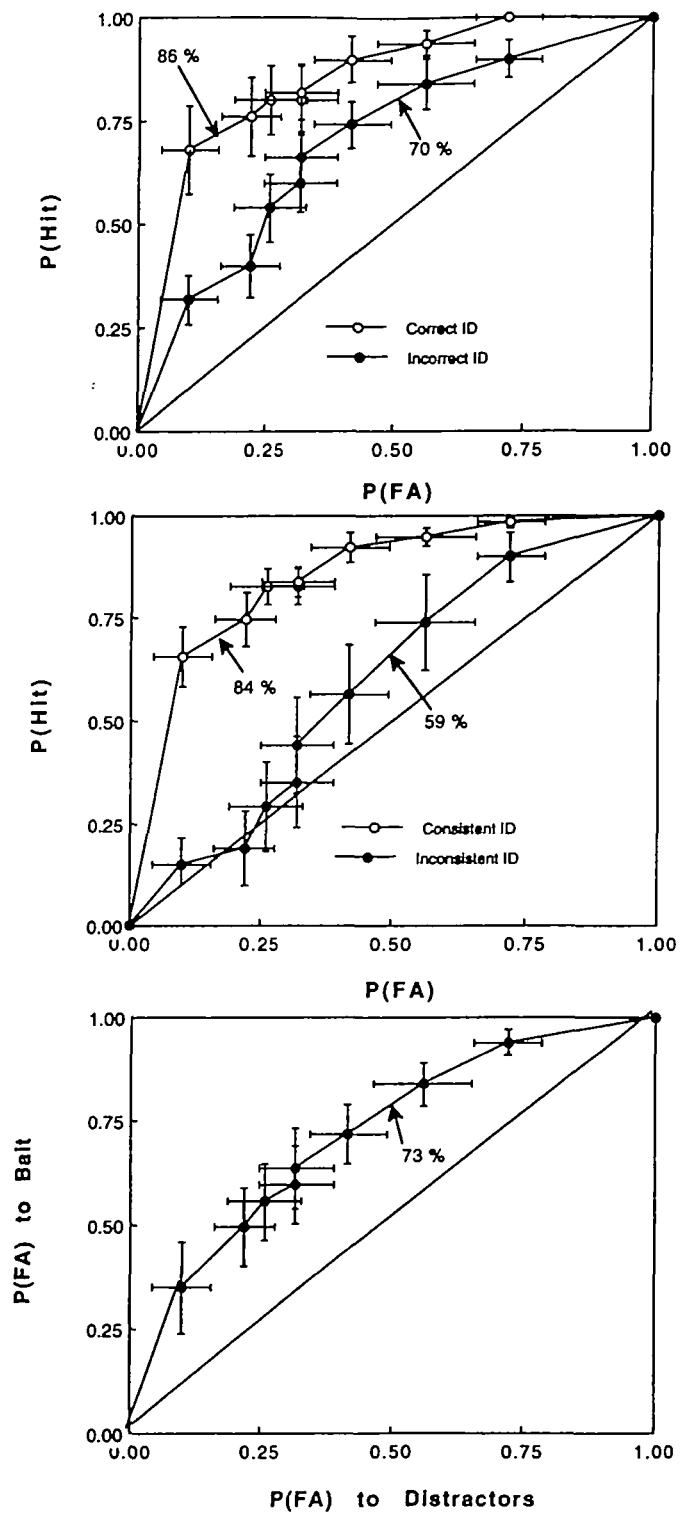 1.00
86 %
0.75
70 %
P(Hit)
0.50
0.25
Correct ID
Incorrect ID
0.00
0.00 0.25 0.50 0.75 1.00
P(FA)
1.00
0.75
84 %
P(Hit)
0.50
59 %
0.25
Consistent ID
Inconsistent ID
0.00
0.00 0.25 0.50 0.75 1.00
P(FA)
1.00
0.75
73 %
P(FA) to Bait
0.50
0.25
0.00
0.00 0.25 0.50 0.75 1.00
P(FA) to Distractors